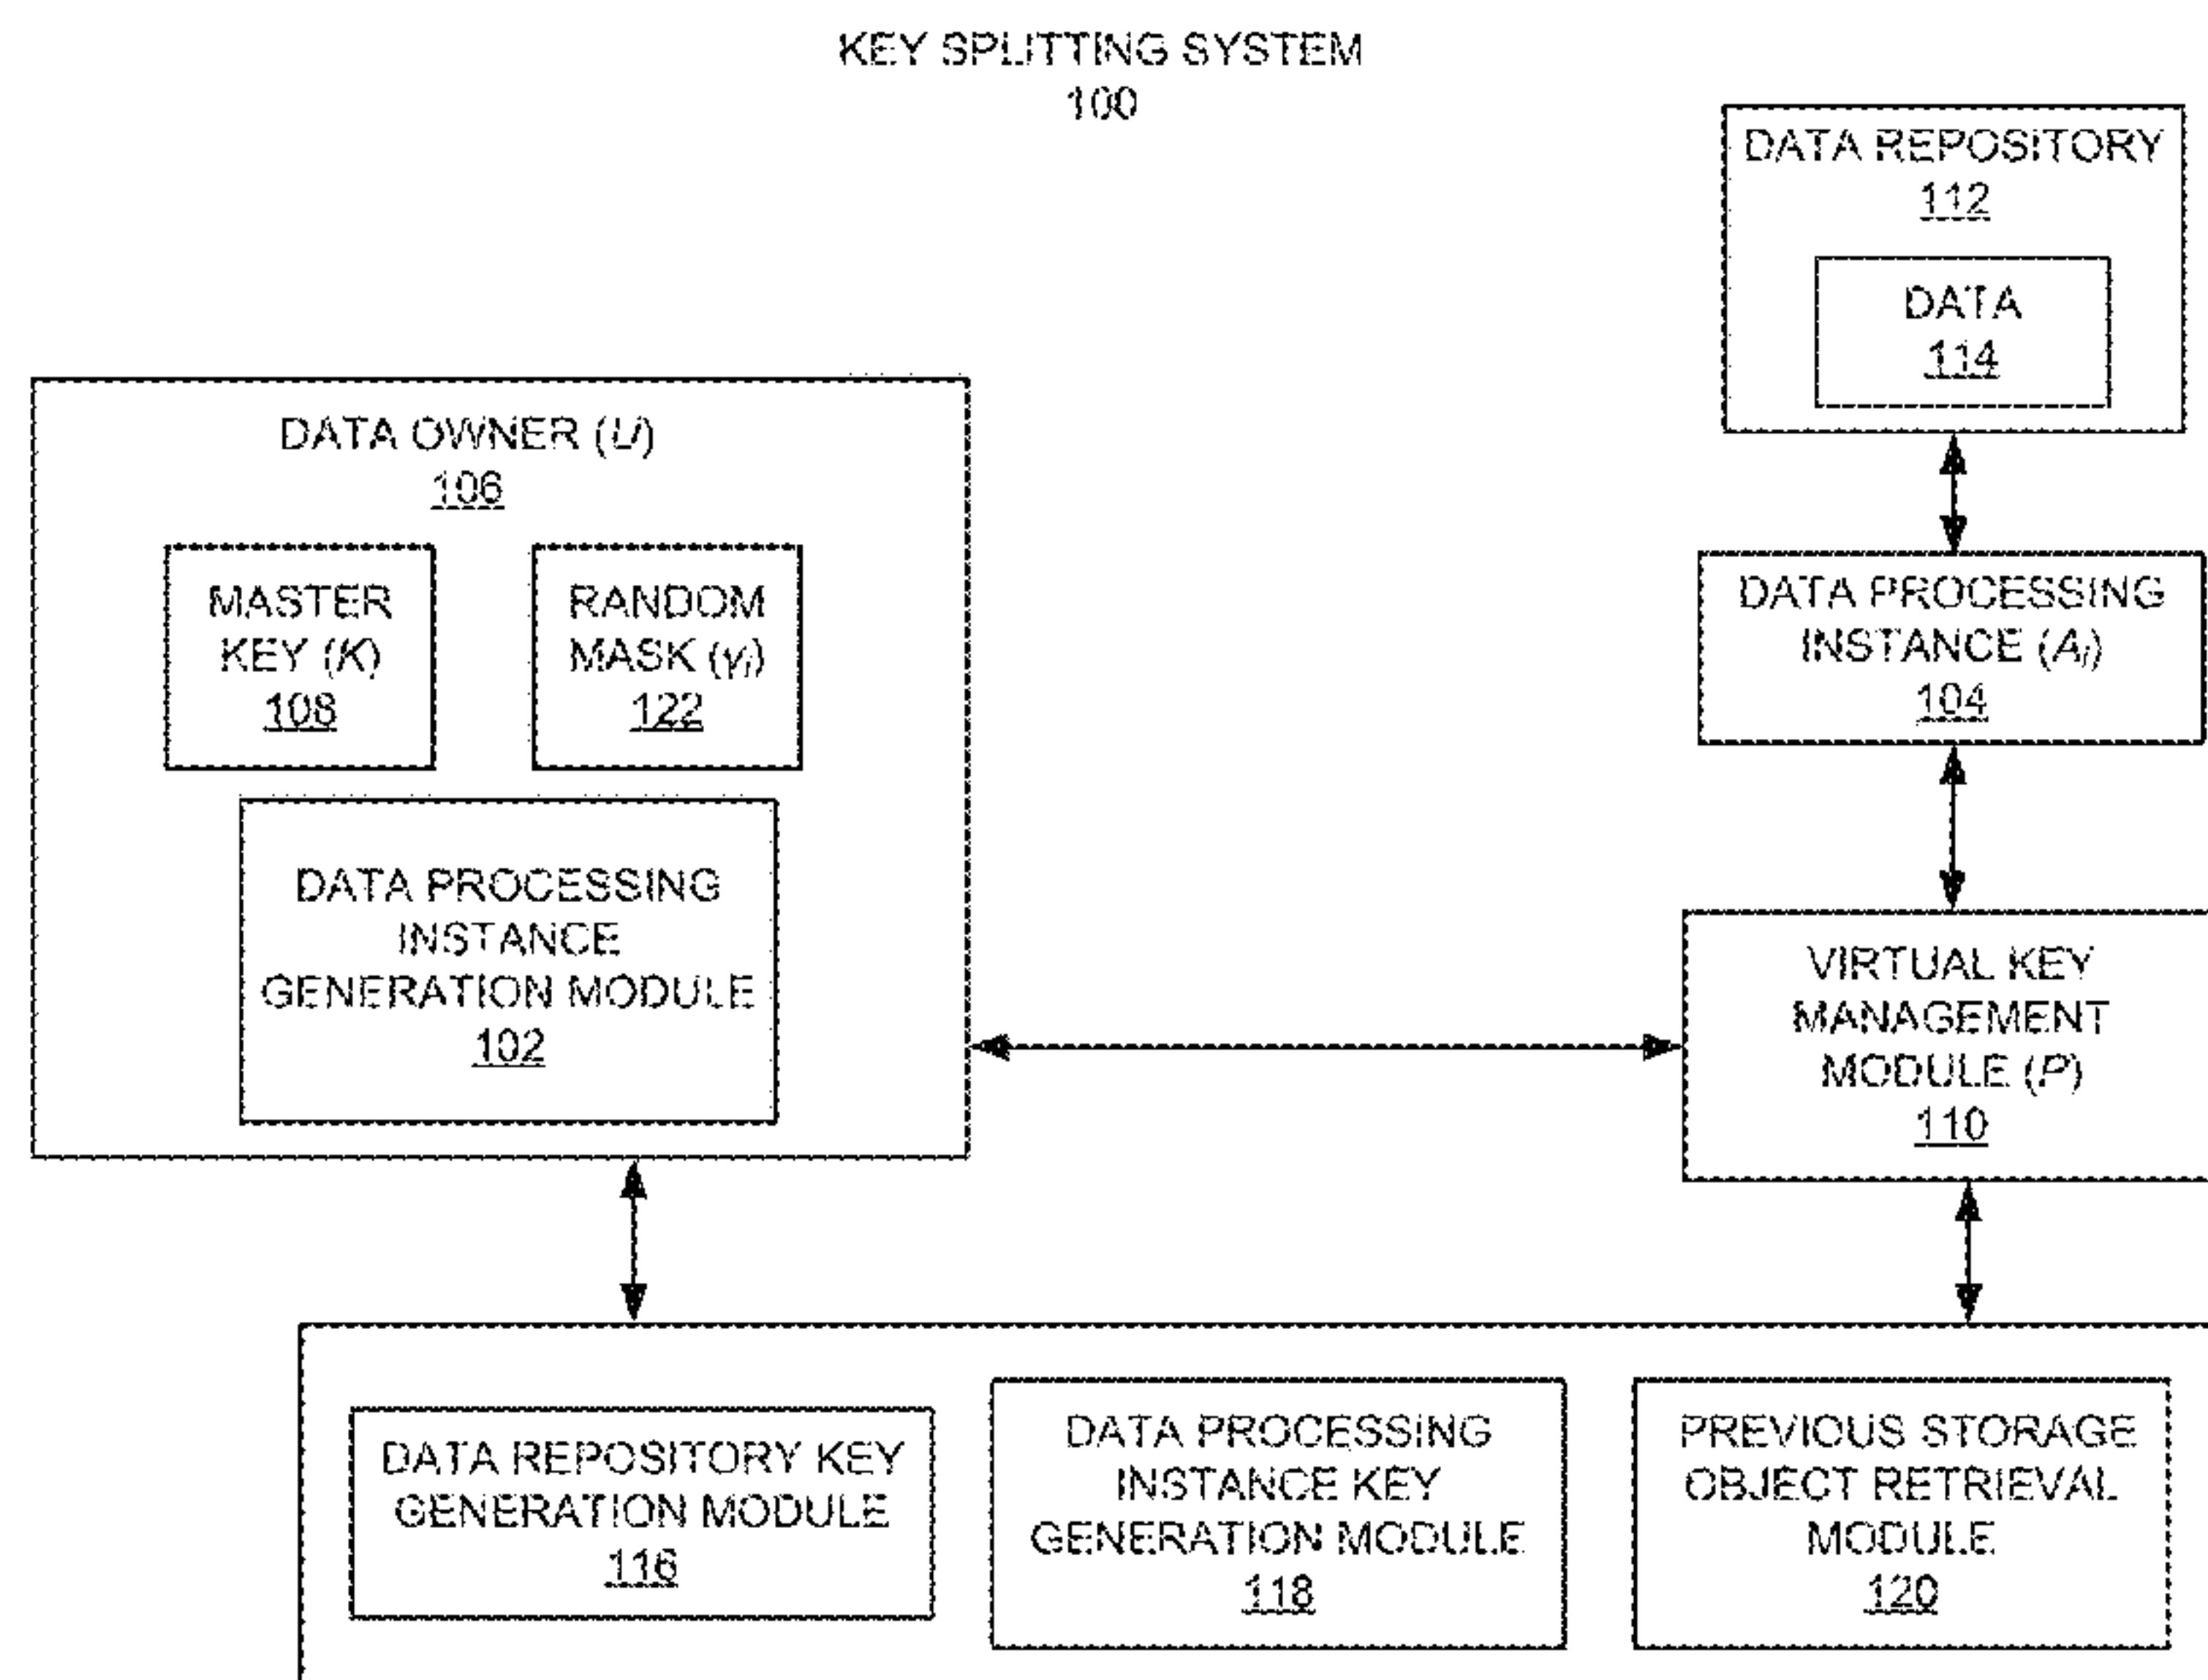 KEY SPLITTING SYSTEM
100
DATA REPOSITORY
112
DATA
114
DATA OWNER (U)
106
MASTER
KEY (K)
108
RANDOM
MASK (γi)
122
DATA PROCESSING
INSTANCE
GENERATION MODULE
102
DATA PROCESSING
INSTANCE (Ai)
104
VIRTUAL KEY
MANAGEMENT
MODULE (P)
110
DATA REPOSITORY KEY
GENERATION MODULE
116
DATA PROCESSING
INSTANCE KEY
GENERATION MODULE
118
PREVIOUS STORAGE
OBJECT RETRIEVAL
MODULE
120